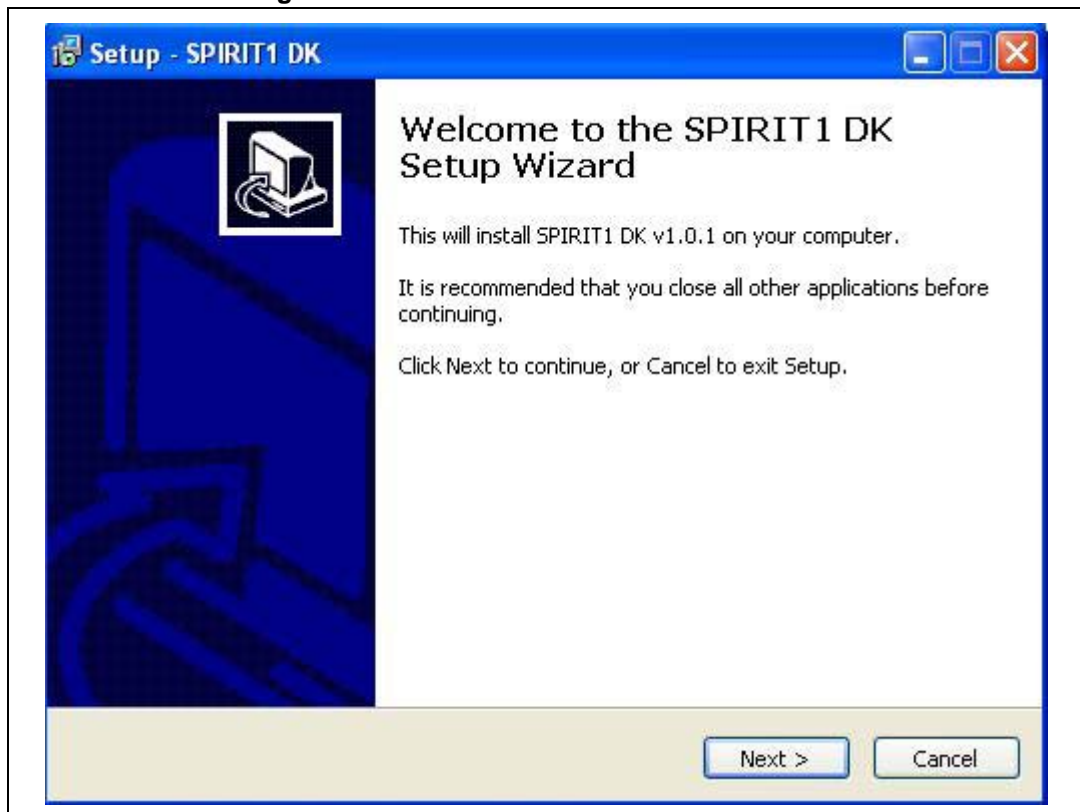 Setup - SPIRIT1 DK
Welcome to the SPIRIT1 DK
Setup Wizard
This will install SPIRIT1 DK v1.0.1 on your computer.
It is recommended that you close all other applications before
continuing.
Click Next to continue, or Cancel to exit Setup.
Next >
Cancel